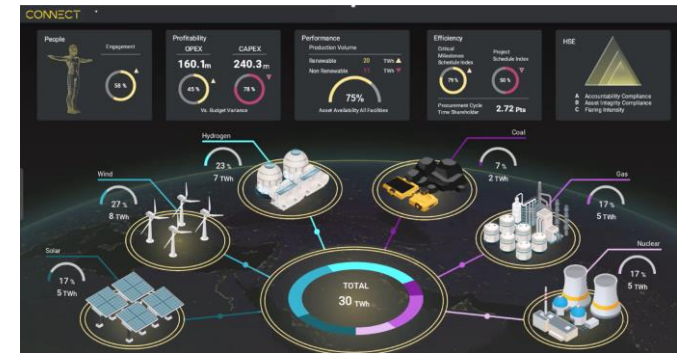 CONNECT
People
Engagement
58 %
Profitability
OPEX
CAPEX
160.1m
240.3m
45 %
78 %
Vs. Budget Variance
Performance
Production Volume
Renewable 20 TWh
Non Renewable 11 TWh
75%
Asset Availability All Facilities
Efficiency
Critical
Milestones
Schedule Index
Project
Schedule Index
79 %
50 %
Procurement Cycle
Time Shareholder
2.72 Pts
HSE
A Accountability Compliance
B Asset Integrity Compliance
C Flaring Intensity
Hydrogen
23 %
7 TWh
Coal
7 %
2 TWh
Wind
27 %
8 TWh
Gas
17 %
5 TWh
Solar
17 %
5 TWh
Nuclear
17 %
5 TWh
TOTAL
30 TWh